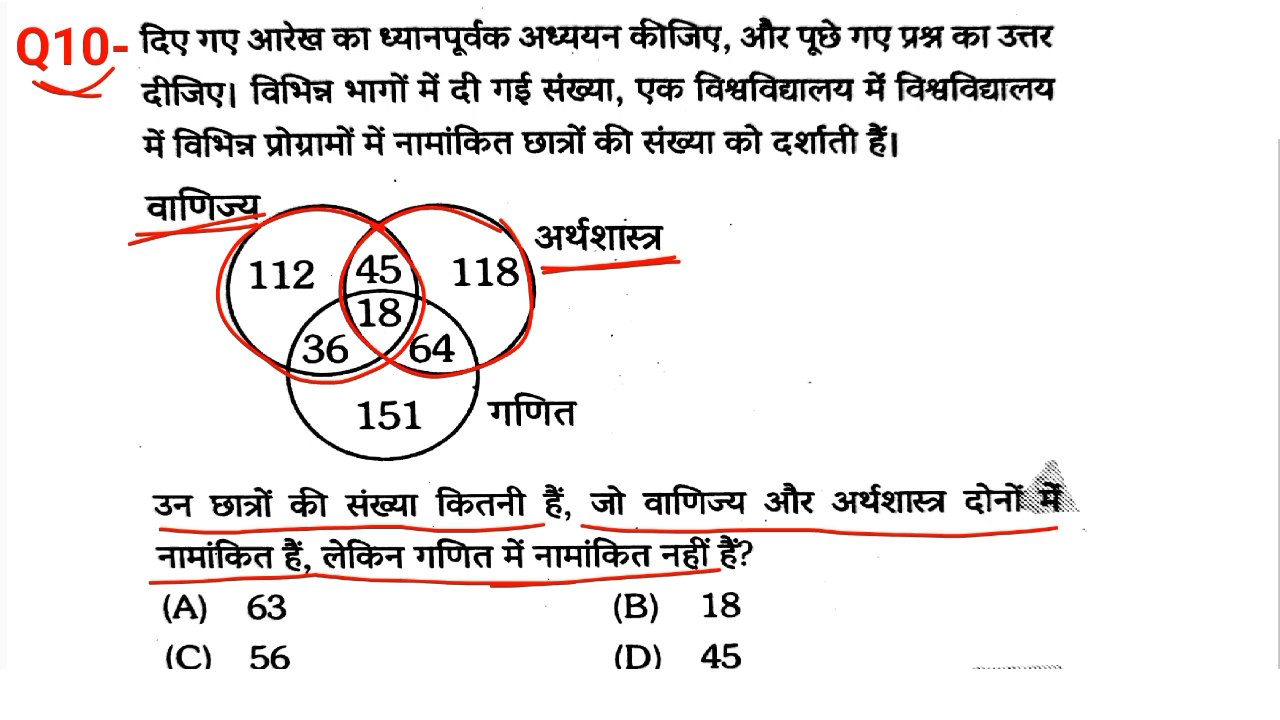 Q10- दिए गए आरेख का ध्यानपूर्वक अध्ययन कीजिए, और पूछे गए प्रश्न का उत्तर
दीजिए। विभिन्न भागों में दी गई संख्या, एक विश्वविद्यालय में विश्वविद्यालय
में विभिन्न प्रोग्रामों में नामांकित छात्रों की संख्या को दर्शाती हैं।
वाणिज्य
अर्थशास्त्र
112 45 118
18
36 64
151 गणित
उन छात्रों की संख्या कितनी हैं, जो वाणिज्य और अर्थशास्त्र दोनों में
नामांकित हैं, लेकिन गणित में नामांकित नहीं हैं?
(A) 63 (B) 18
(C) 56 (D) 45